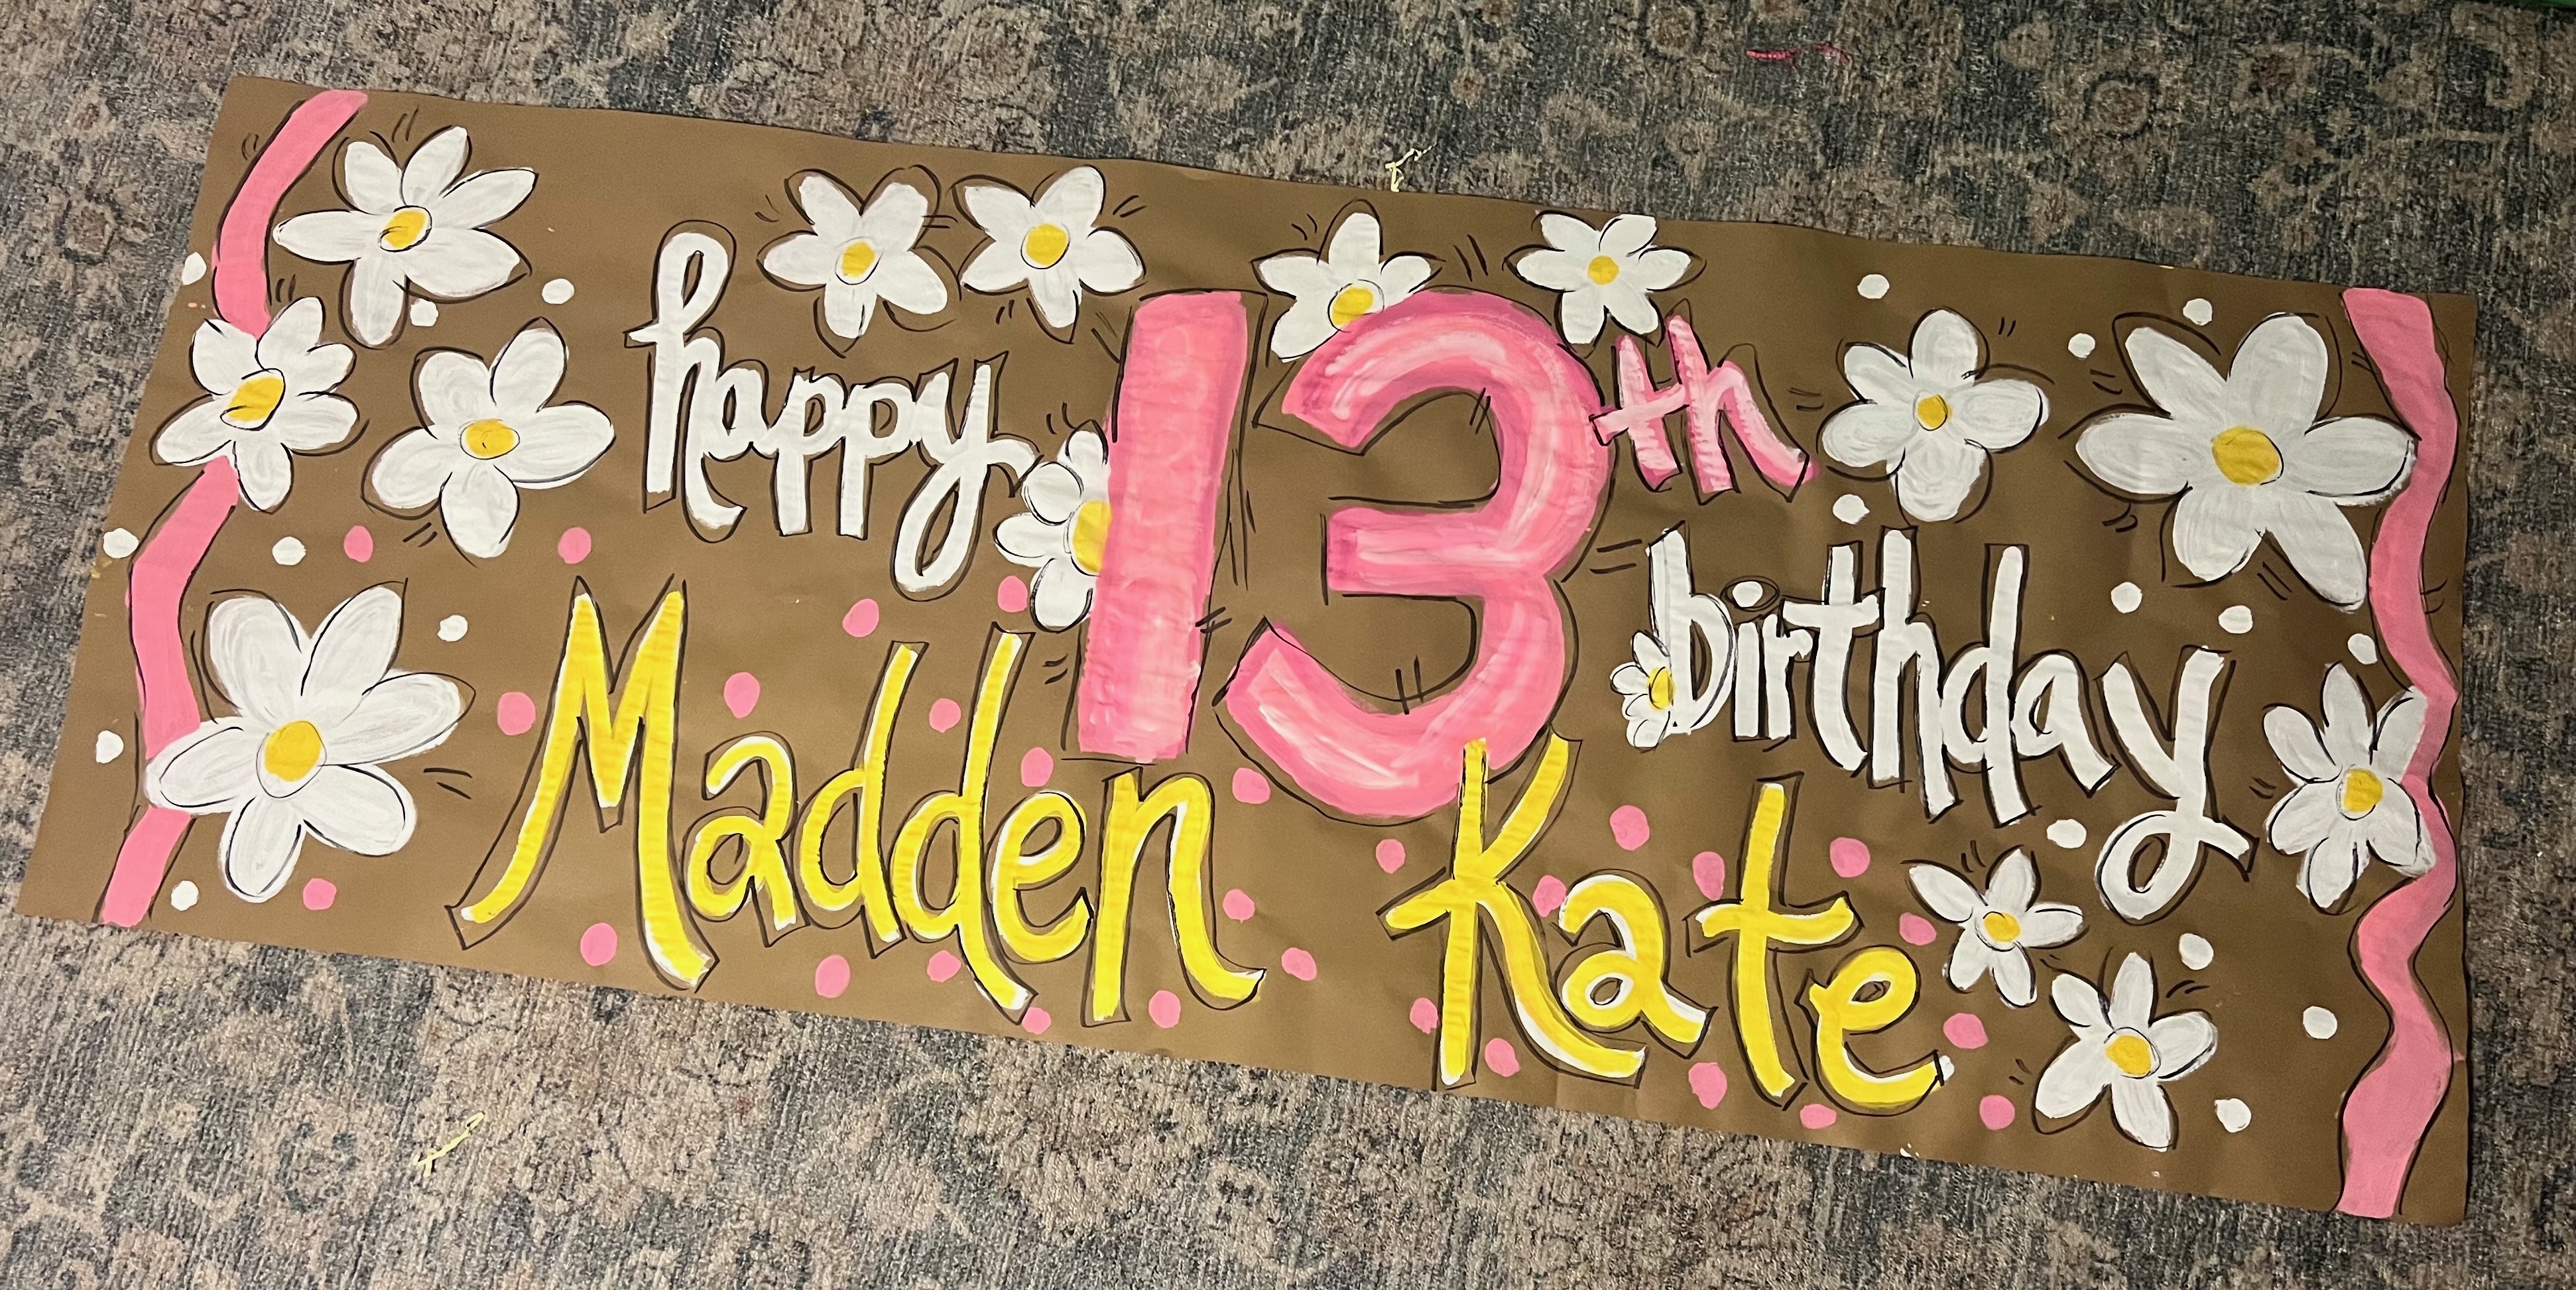 happy 13th
birthday
Madden Kate